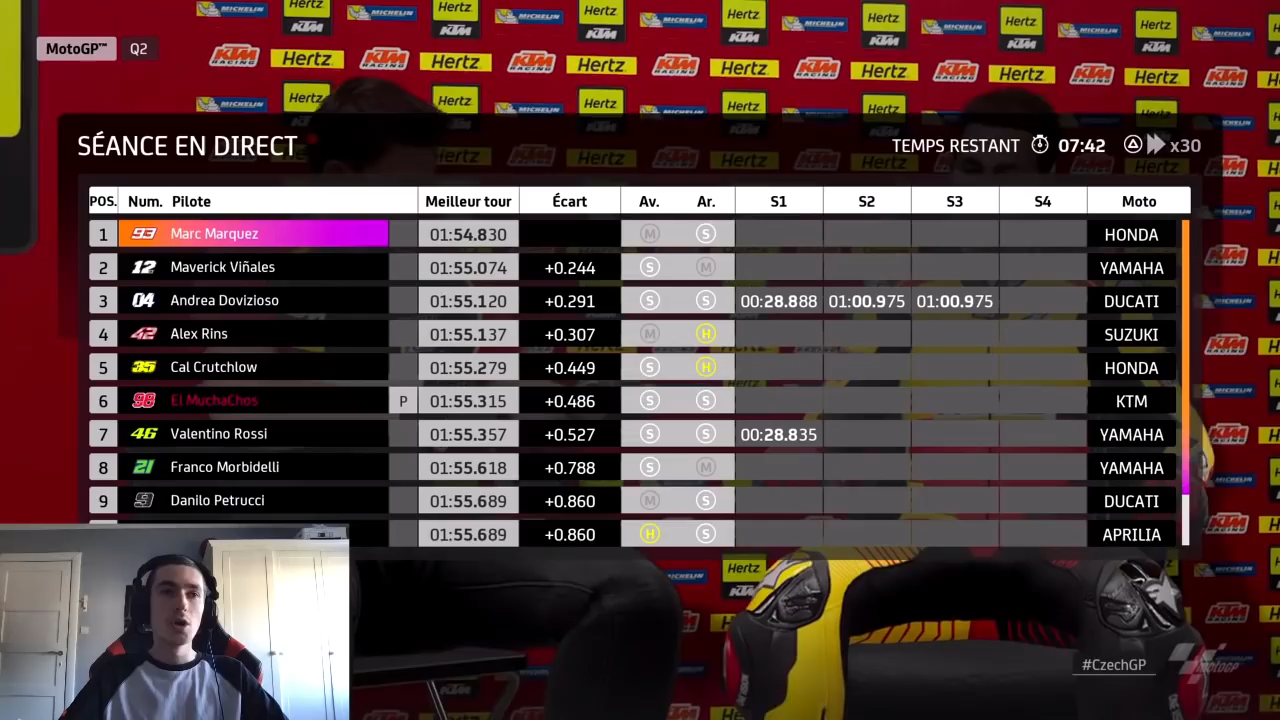 MotoGP™ Q2
SÉANCE EN DIRECT
TEMPS RESTANT 07:42 x30
POS. Num. Pilote Meilleur tour Écart Av. Ar. S1 S2 S3 S4 Moto
1 93 Marc Marquez 01:54.830 M S HONDA
2 12 Maverick Viñales 01:55.074 +0.244 S M YAMAHA
3 04 Andrea Dovizioso 01:55.120 +0.291 S S 00:28.888 01:00.975 01:00.975 DUCATI
4 42 Alex Rins 01:55.137 +0.307 M H SUZUKI
5 35 Cal Crutchlow 01:55.279 +0.449 S H HONDA
6 98 El MuchaChos P 01:55.315 +0.486 S S KTM
7 46 Valentino Rossi 01:55.357 +0.527 S S 00:28.835 YAMAHA
8 21 Franco Morbidelli 01:55.618 +0.788 S M YAMAHA
9 9 Danilo Petrucci 01:55.689 +0.860 M S DUCATI
01:55.689 +0.860 H S APRILIA
#CzechGP
MotoGP
Hertz
KTM
MICHELIN
KTM RACING